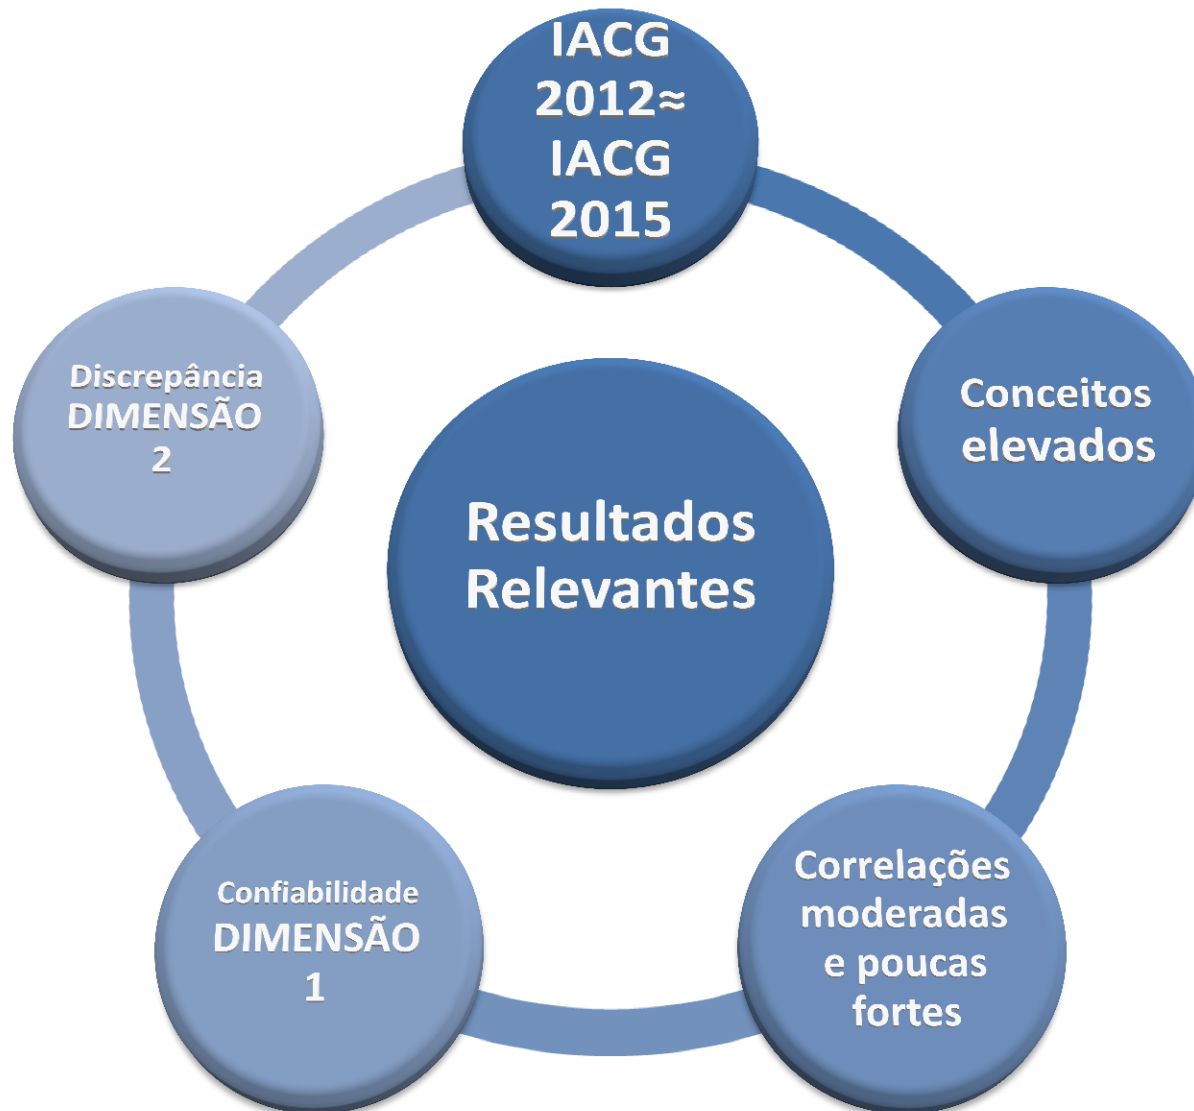 IACG
2012≈
IACG
2015
Conceitos
elevados
Correlações
moderadas
e poucas
fortes
Confiabilidade
DIMENSÃO
1
Discrepância
DIMENSÃO
2
Resultados
Relevantes